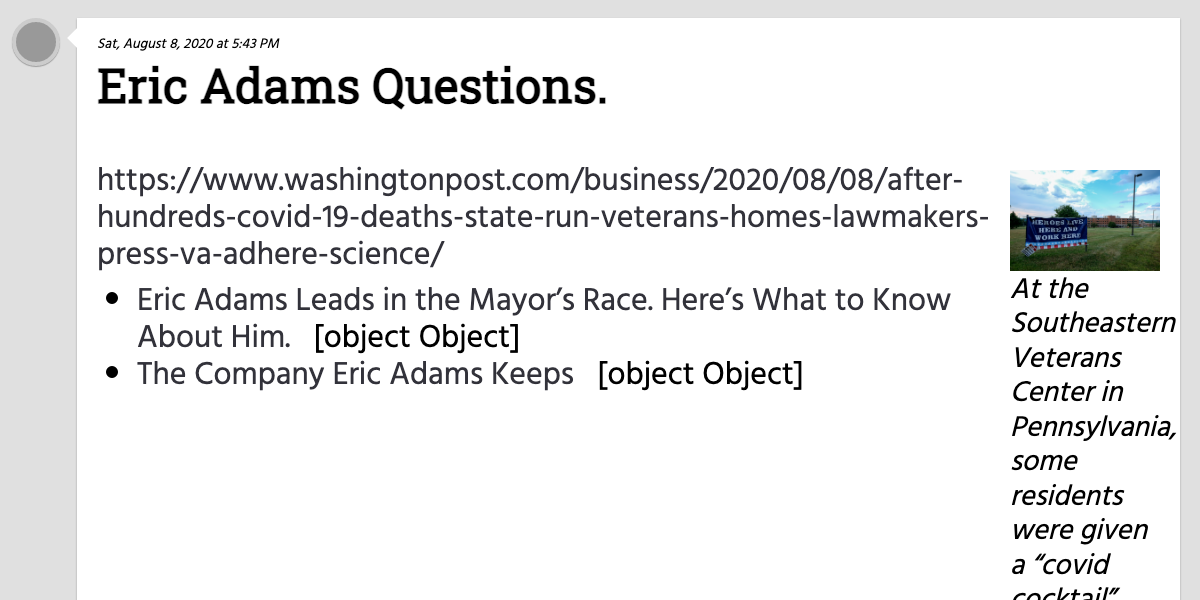 Sat, August 8, 2020 at 5:43 PM
Eric Adams Questions.
https://www.washingtonpost.com/business/2020/08/08/after-
hundreds-covid-19-deaths-state-run-veterans-homes-lawmakers-
press-va-adhere-science/
Eric Adams Leads in the Mayor’s Race. Here’s What to Know
About Him. [object Object]
The Company Eric Adams Keeps [object Object]
HEROES LIVE
HERE AND
WORK HERE
At the
Southeastern
Veterans
Center in
Pennsylvania,
some
residents
were given
a “covid
cocktail”